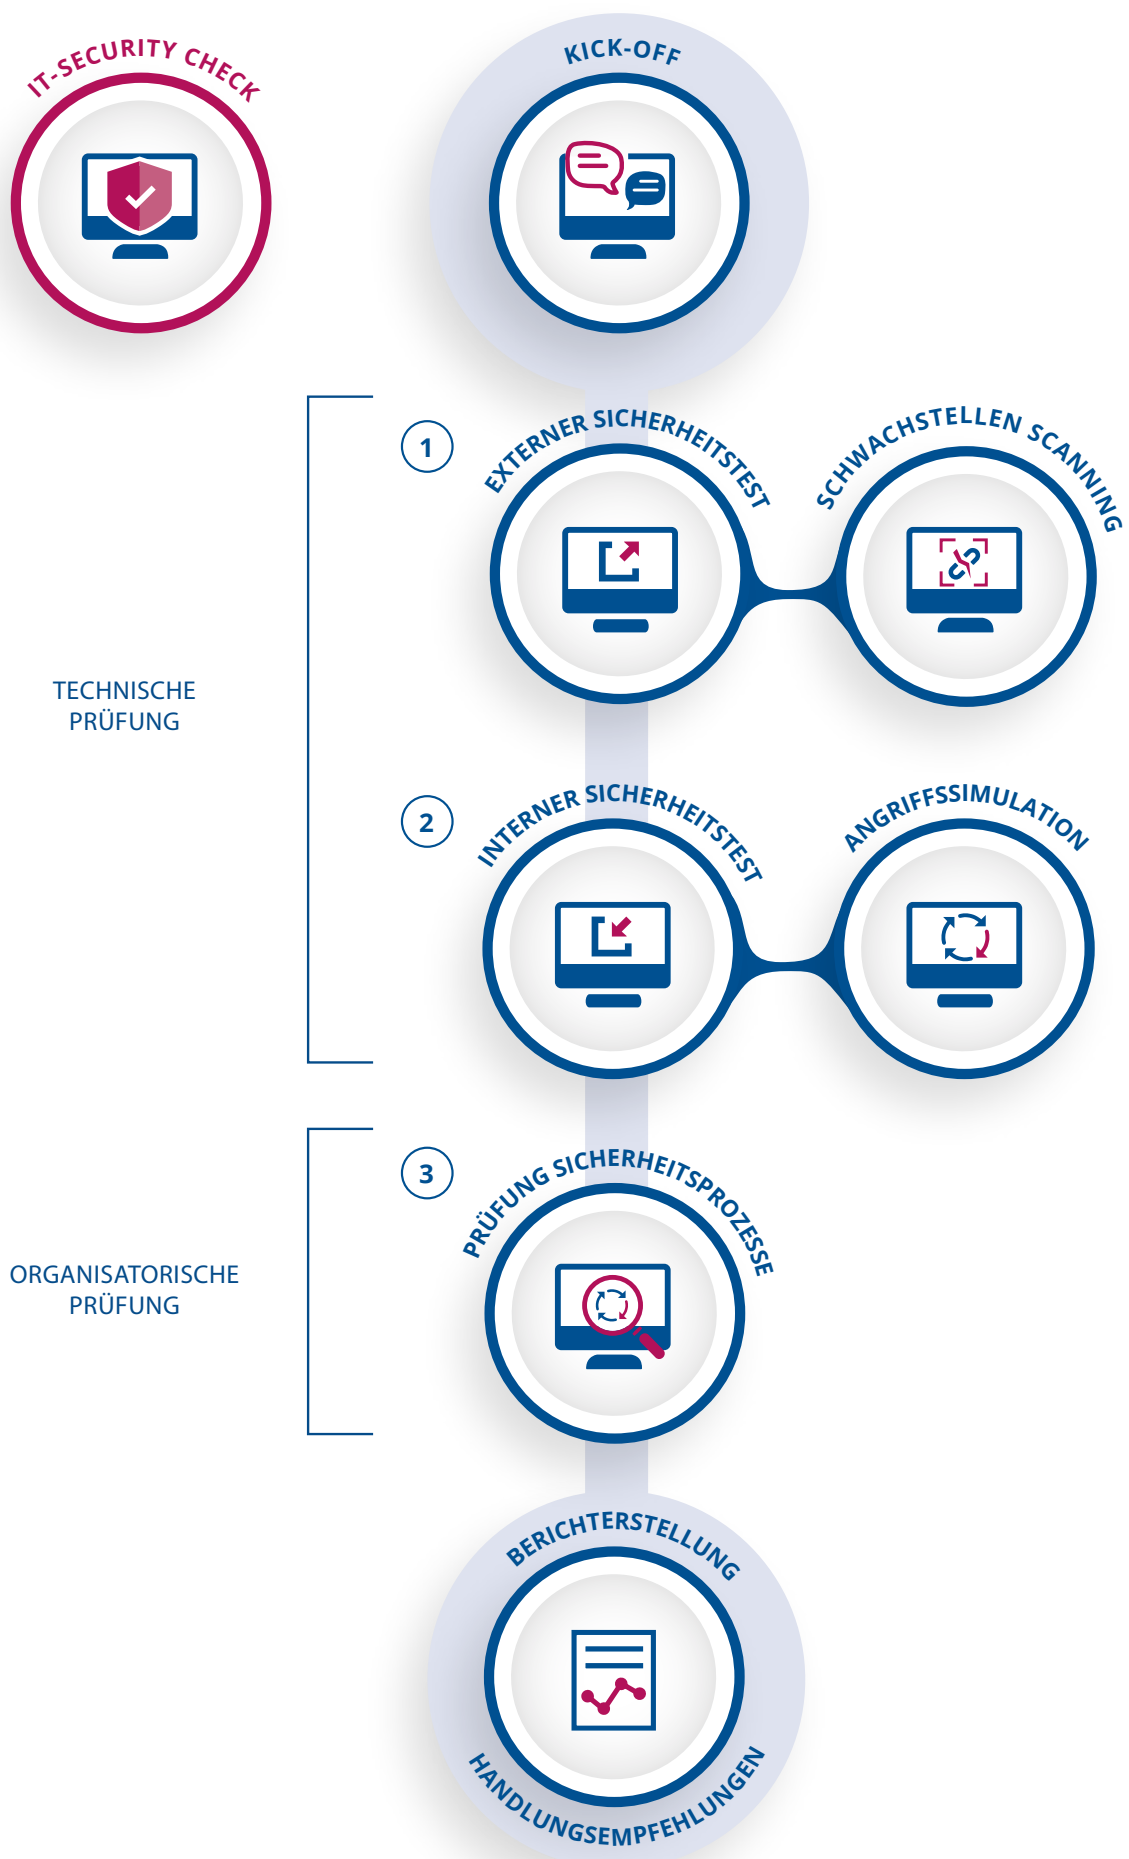 IT-SECURITY CHECK
KICK-OFF
1
EXTERNER SICHERHEITSTEST
SCHWACHSTELLEN SCANNING
TECHNISCHE
PRÜFUNG
2
INTERNER SICHERHEITSTEST
ANGRIFFSSIMULATION
3
PRÜFUNG SICHERHEITSPROZESSE
ORGANISATORISCHE
PRÜFUNG
BERICHTERSTELLUNG
HANDLUNGSEMPFEHLUNGEN